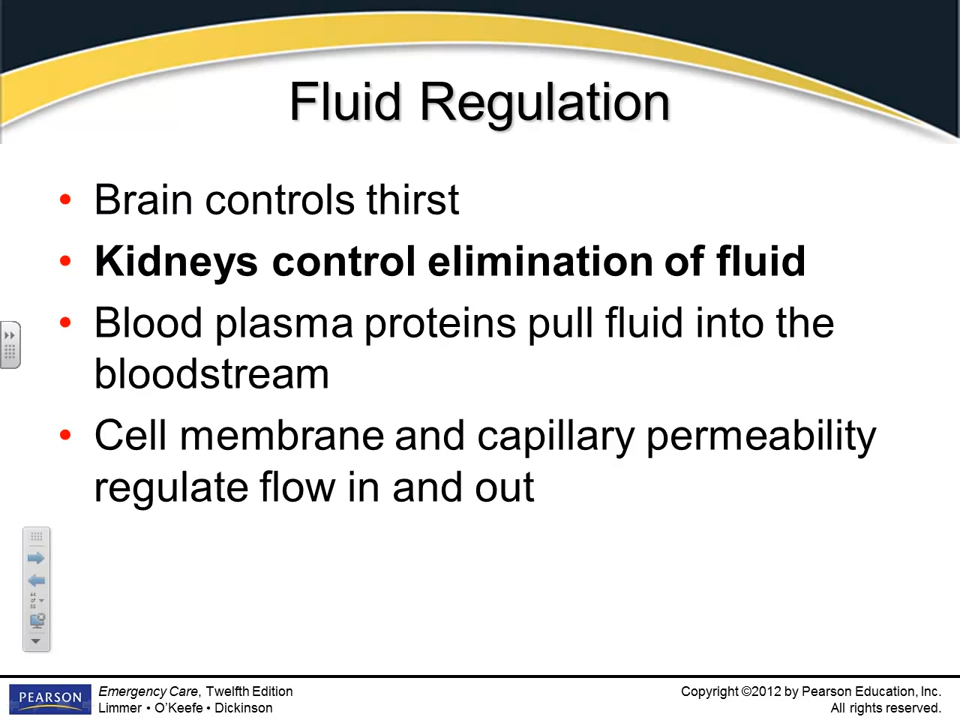 Fluid Regulation
• Brain controls thirst
• Kidneys control elimination of fluid
• Blood plasma proteins pull fluid into the
bloodstream
• Cell membrane and capillary permeability
regulate flow in and out
PEARSON
Emergency Care, Twelfth Edition
Limmer • O’Keefe • Dickinson
Copyright ©2012 by Pearson Education, Inc.
All rights reserved.